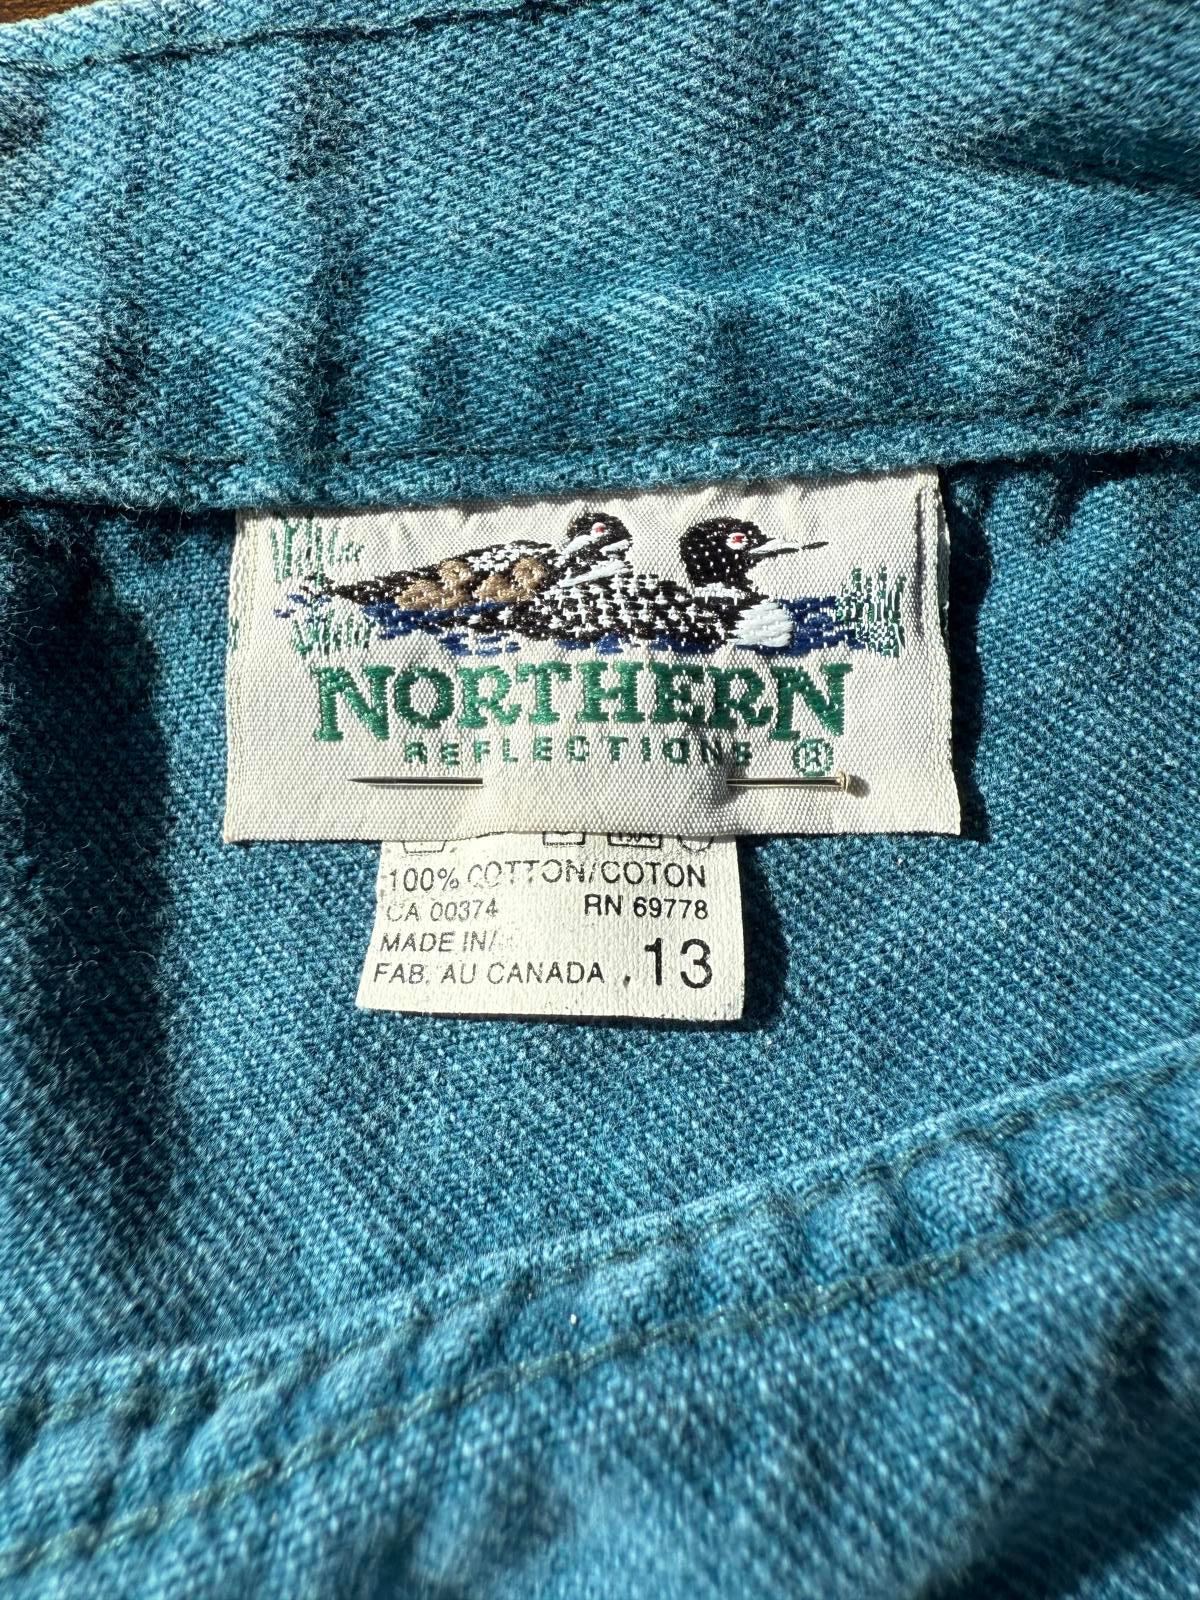 NORTHERN
REFLECTIONS ®
100% COTTON/COTON
CA 00374 RN 69778
MADE IN/
FAB. AU CANADA 13